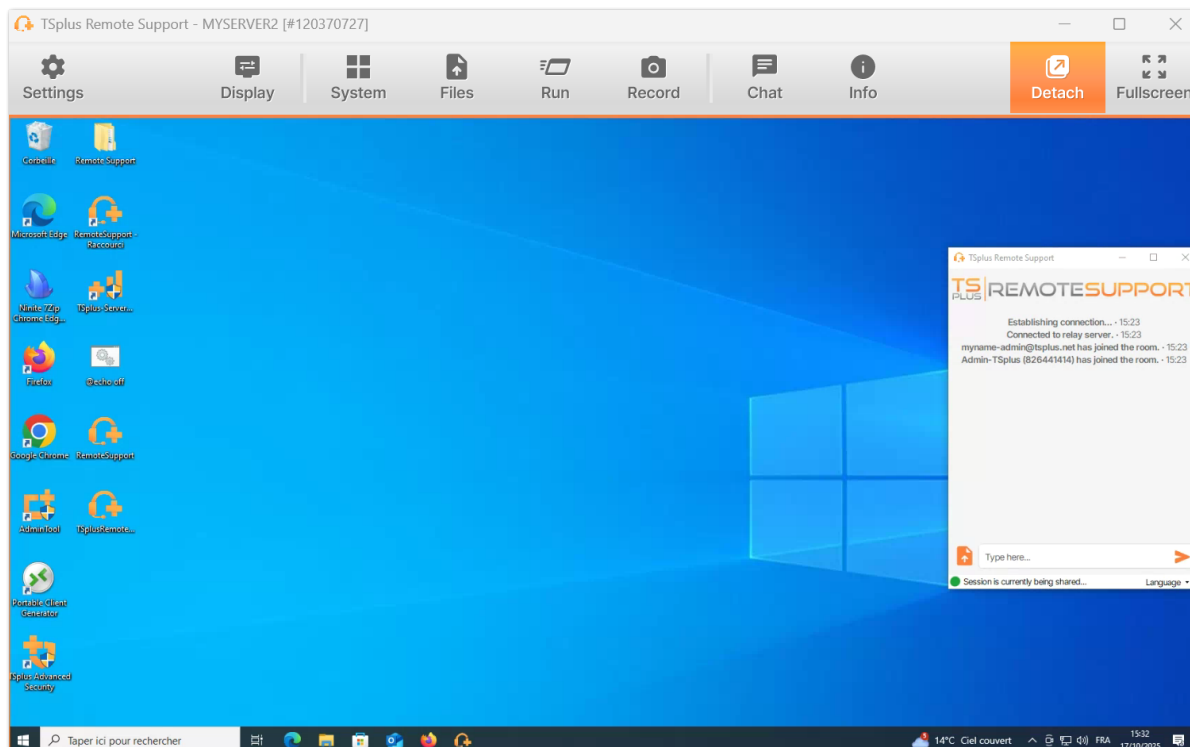 TSplus Remote Support - MYSERVER2 [#120370727]
Settings
Display
System
Files
Run
Record
Chat
Info
Detach
Fullscreen
Corbeille
Remote Support
Microsoft Edge
RemoteSupport -
Raccourci
Ninite 7Zip
Chrome Edg...
TSplus-Server...
Firefox
@echo off
Google Chrome
RemoteSupport
AdminTool
TSplusRemote...
Portable Client
Generator
TSplus Advanced
Security
TSplus Remote Support
TS PLUS REMOTESUPPORT
Establishing connection... - 15:23
Connected to relay server. - 15:23
myname-admin@tsplus.net has joined the room. - 15:23
Admin-TSplus (826441414) has joined the room. - 15:23
Type here...
Session is currently being shared...
Language
Taper ici pour rechercher
14°C Ciel couvert
FRA
15:32
17/10/2025